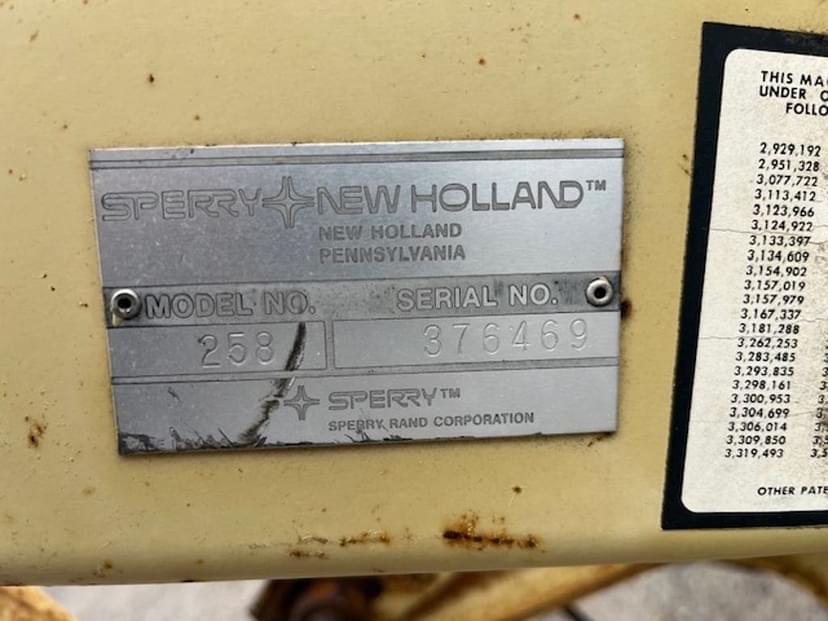 SPERRY NEW HOLLAND™
NEW HOLLAND
PENNSYLVANIA
MODEL NO. SERIAL NO.
258 376469
SPERRY™
SPERRY RAND CORPORATION
THIS
UNDER
2,929,192
2,951,328
3,077,722
3,113,412
3,123,966
3,124,922
3,133,397
3,134,609
3,154,902
3,157,019
3,157,979
3,167,337
3,181,288
3,262,253
3,283,485
3,293,835
3,298,161
3,300,953
3,304,699
3,306,014
3,309,850
3,319,493
OTHER